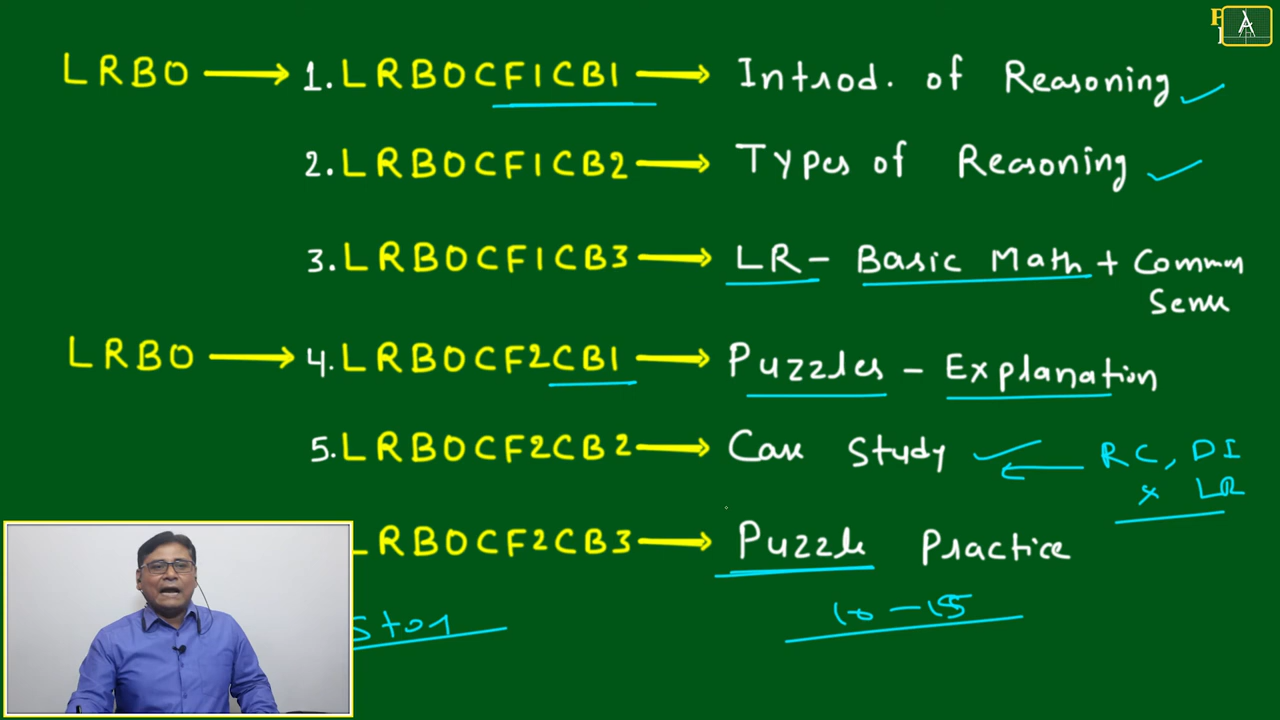 LRBO → 1. LRBOCF1CB1 → Introd. of Reasoning ✓
2. LRBOCF1CB2 → Types of Reasoning ✓
3. LRBOCF1CB3 → LR - Basic Math + Common
Sense
LRBO → 4. LRBOCF2CB1 → Puzzles - Explanation
5. LRBOCF2CB2 → Case Study ✓ ← RC, DI
x LR
LRBOCF2CB3 → Puzzle Practice
10-15